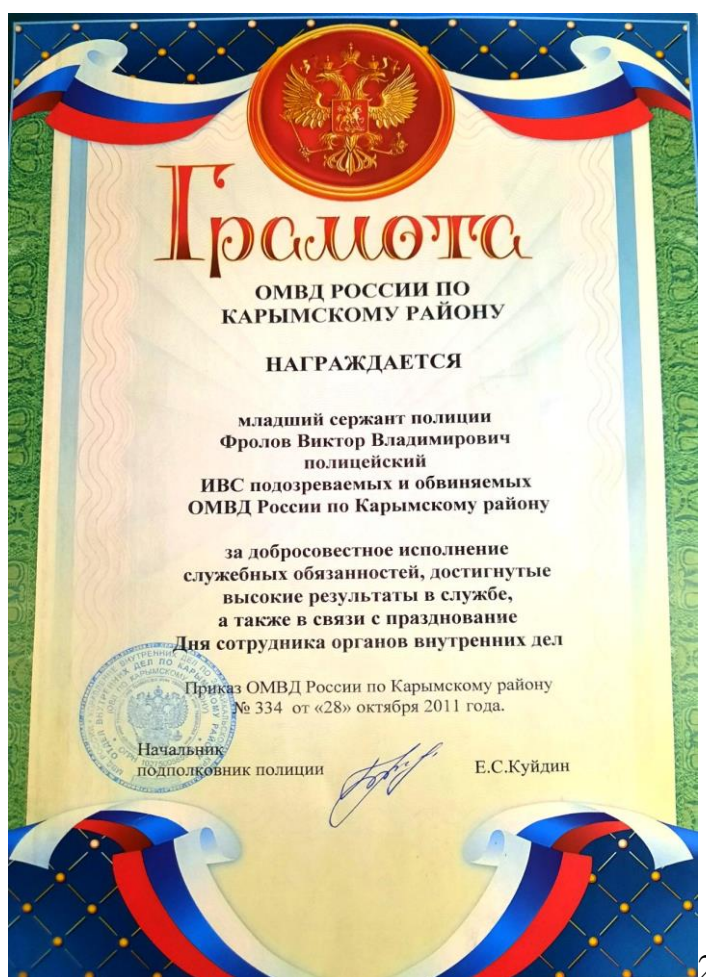 Грамота
ОМВД РОССИИ ПО
КАРЫМСКОМУ РАЙОНУ
НАГРАЖДАЕТСЯ
младший сержант полиции
Фролов Виктор Владимирович
полицейский
ИВС подозреваемых и обвиняемых
ОМВД России по Карымскому району
за добросовестное исполнение
служебных обязанностей, достигнутые
высокие результаты в службе,
а также в связи с празднование
Дня сотрудника органов внутренних дел
Приказ ОМВД России по Карымскому району
№ 334 от «28» октября 2011 года.
Начальник
подполковник полиции Е.С.Куйдин